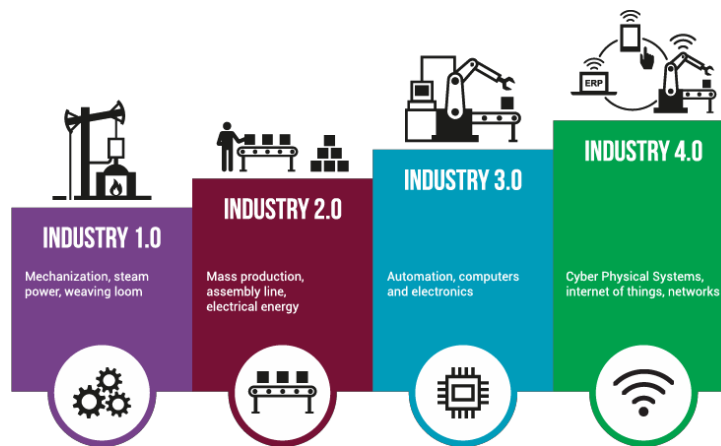 ERP
INDUSTRY 1.0
Mechanization, steam
power, weaving loom
INDUSTRY 2.0
Mass production,
assembly line,
electrical energy
INDUSTRY 3.0
Automation, computers
and electronics
INDUSTRY 4.0
Cyber Physical Systems,
internet of things, networks